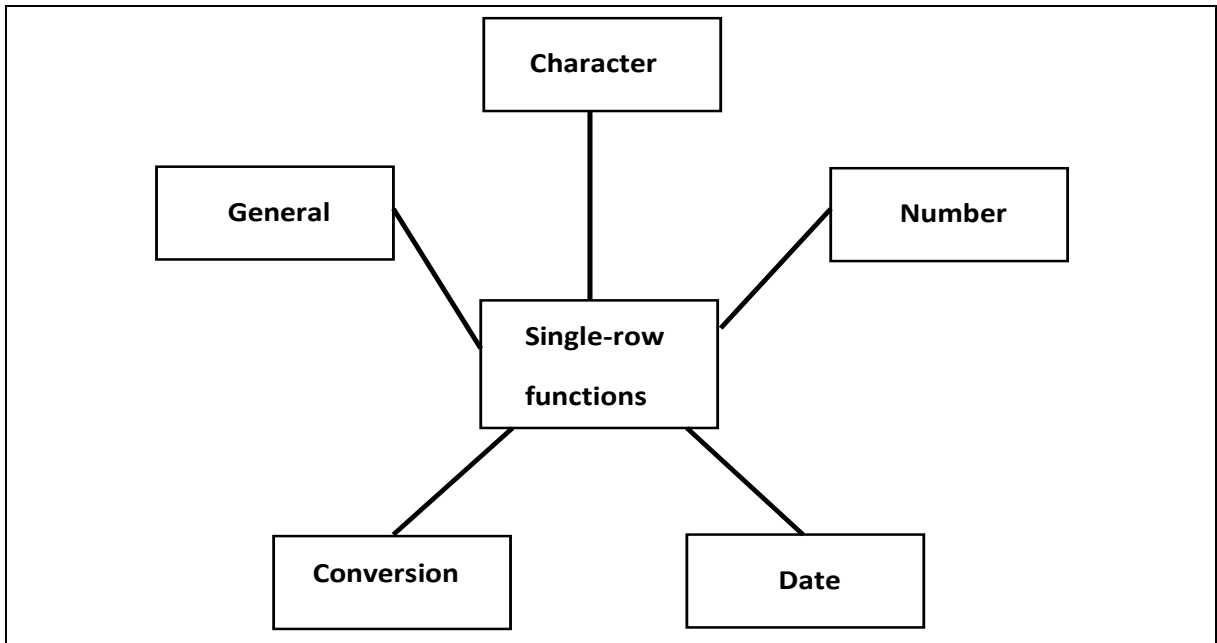 Character
General
Number
Single-row
functions
Conversion
Date